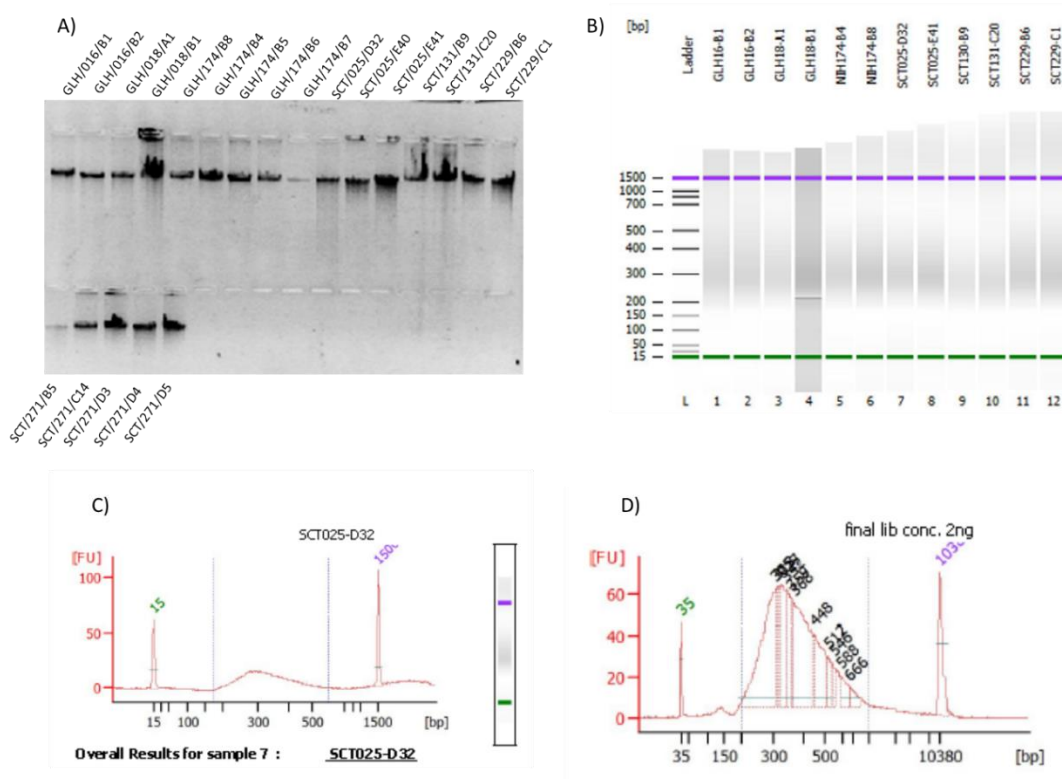 A)
GLH/016/B1
GLH/016/B2
GLH/018/A1
GLH/018/B1
GLH/174/B8
GLH/174/B4
GLH/174/B5
GLH/174/B6
GLH/174/B7
SCT/025/D32
SCT/025/E40
SCT/025/E41
SCT/131/B9
SCT/131/C20
SCT/229/B6
SCT/229/C1
SCT/271/B5
SCT/271/C14
SCT/271/D3
SCT/271/D4
SCT/271/D5
B)
[bp]
Ladder
GLH16-B1
GLH16-B2
GLH18-A1
GLH18-B1
NIH174-B4
NIH174-B8
SCT025-D32
SCT025-E41
SCT130-B9
SCT131-C20
SCT229-B6
SCT229-C1
1500
1000
700
500
400
300
200
150
100
50
15
L 1 2 3 4 5 6 7 8 9 10 11 12
C)
SCT025-D32
[FU]
100
50
0
15
15 100 300 500 1500 [bp]
Overall Results for sample 7 : SCT025-D32
D)
final lib conc. 2ng
[FU]
60
40
20
0
35
448
666
35 150 300 500 10380 [bp]